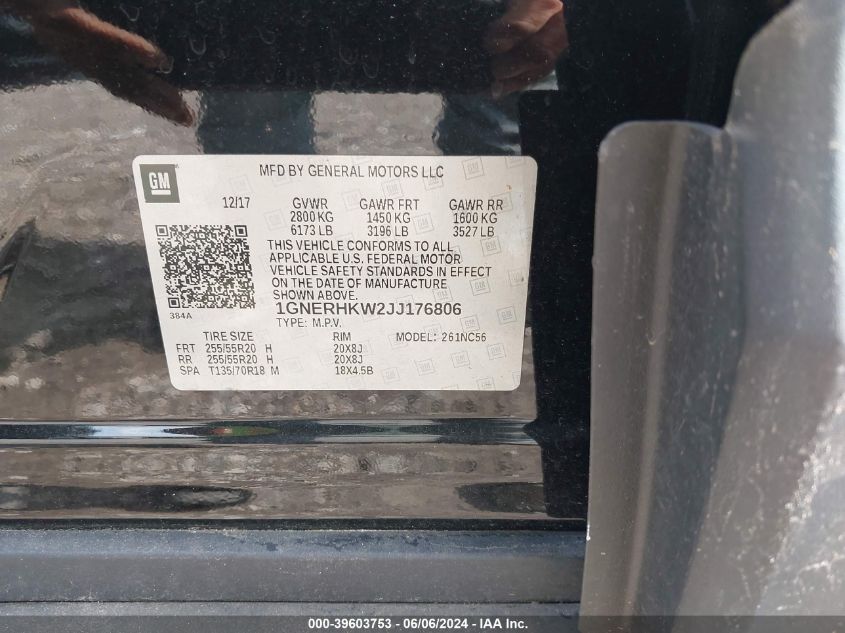 GM
MFD BY GENERAL MOTORS LLC
12/17 GVWR GAWR FRT GAWR RR
2800 KG 1450 KG 1600 KG
6173 LB 3196 LB 3527 LB
THIS VEHICLE CONFORMS TO ALL
APPLICABLE U.S. FEDERAL MOTOR
VEHICLE SAFETY STANDARDS IN EFFECT
ON THE DATE OF MANUFACTURE
SHOWN ABOVE.
384A
1GNERHKW2JJ176806
TYPE: M.P.V. MODEL: 261NC56
TIRE SIZE RIM
FRT 255/55R20 H 20X8J
RR 255/55R20 H 20X8J
SPA T135/70R18 M 18X4.5B
000-39603753 - 06/06/2024 - IAA Inc.